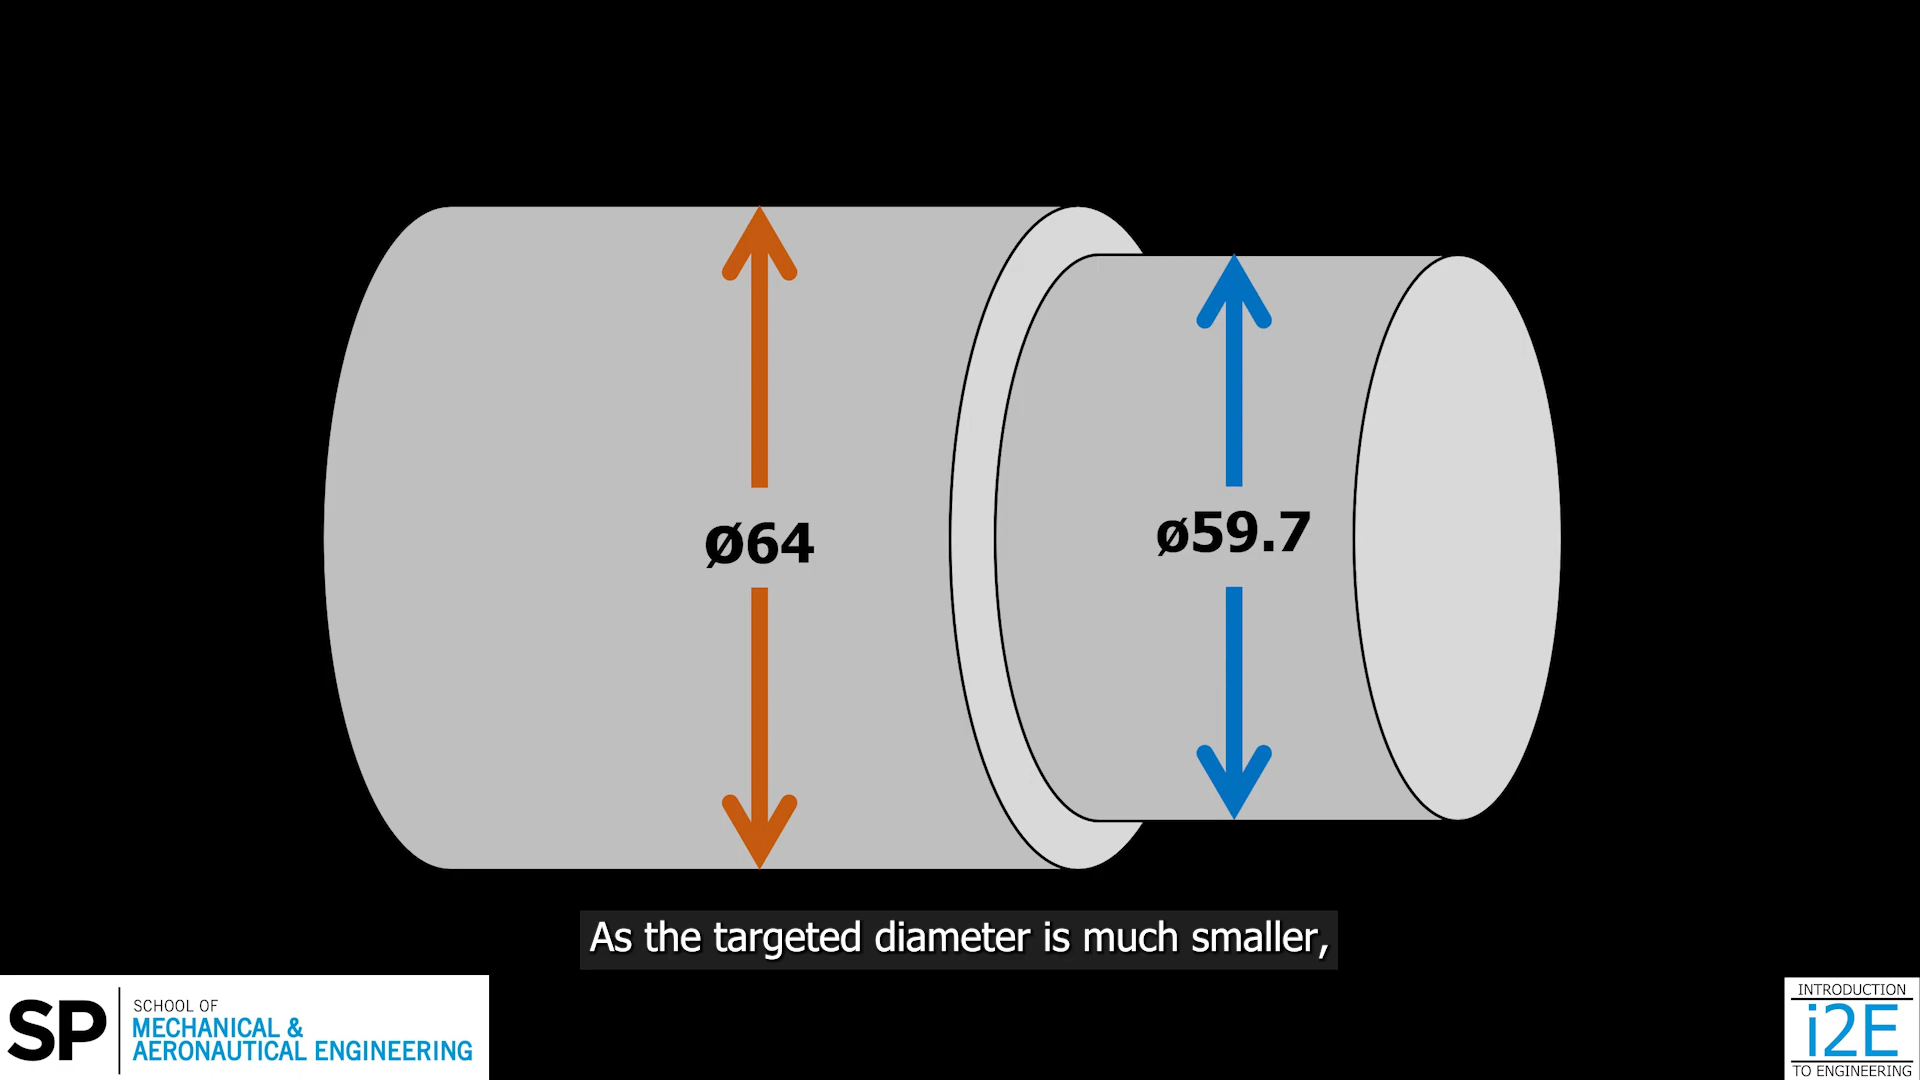 ø64
ø59.7
As the targeted diameter is much smaller,
SP
SCHOOL OF
MECHANICAL &
AERONAUTICAL ENGINEERING
INTRODUCTION
i2E
TO ENGINEERING